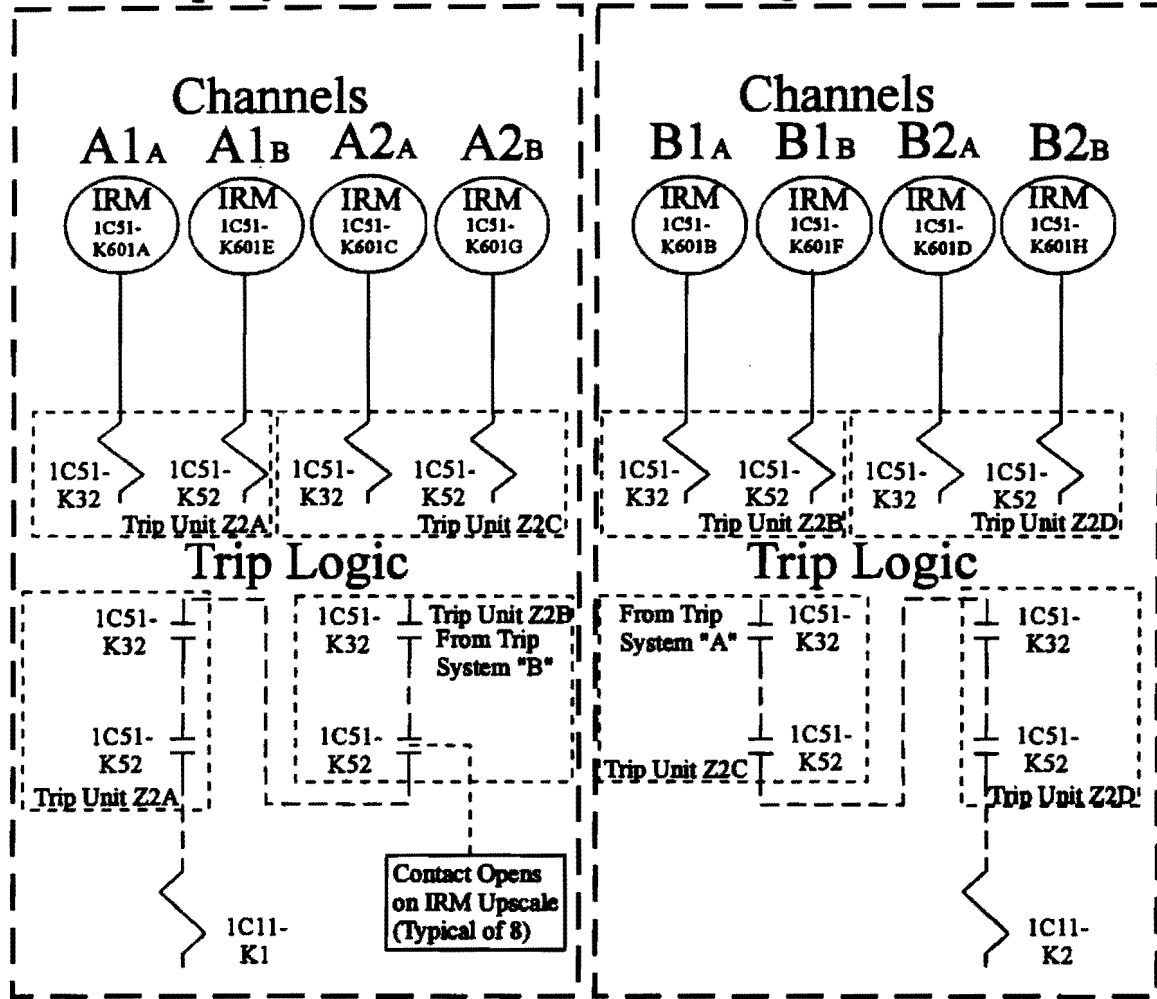 Channels
A1A A1B A2A A2B
IRM 1C51-K601A
IRM 1C51-K601E
IRM 1C51-K601C
IRM 1C51-K601G
1C51-K32
1C51-K52
1C51-K32
1C51-K52
Trip Unit Z2A
Trip Unit Z2C
Trip Logic
1C51-K32
1C51-K52
Trip Unit Z2A
1C51-K32
Trip Unit Z2B
From Trip
System "B"
1C51-K52
Contact Opens
on IRM Upscale
(Typical of 8)
1C11-K1
Channels
B1A B1B B2A B2B
IRM 1C51-K601B
IRM 1C51-K601F
IRM 1C51-K601D
IRM 1C51-K601H
1C51-K32
1C51-K52
1C51-K32
1C51-K52
Trip Unit Z2B
Trip Unit Z2D
Trip Logic
From Trip
System "A"
1C51-K32
1C51-K52
Trip Unit Z2C
1C51-K32
1C51-K52
Trip Unit Z2D
1C11-K2